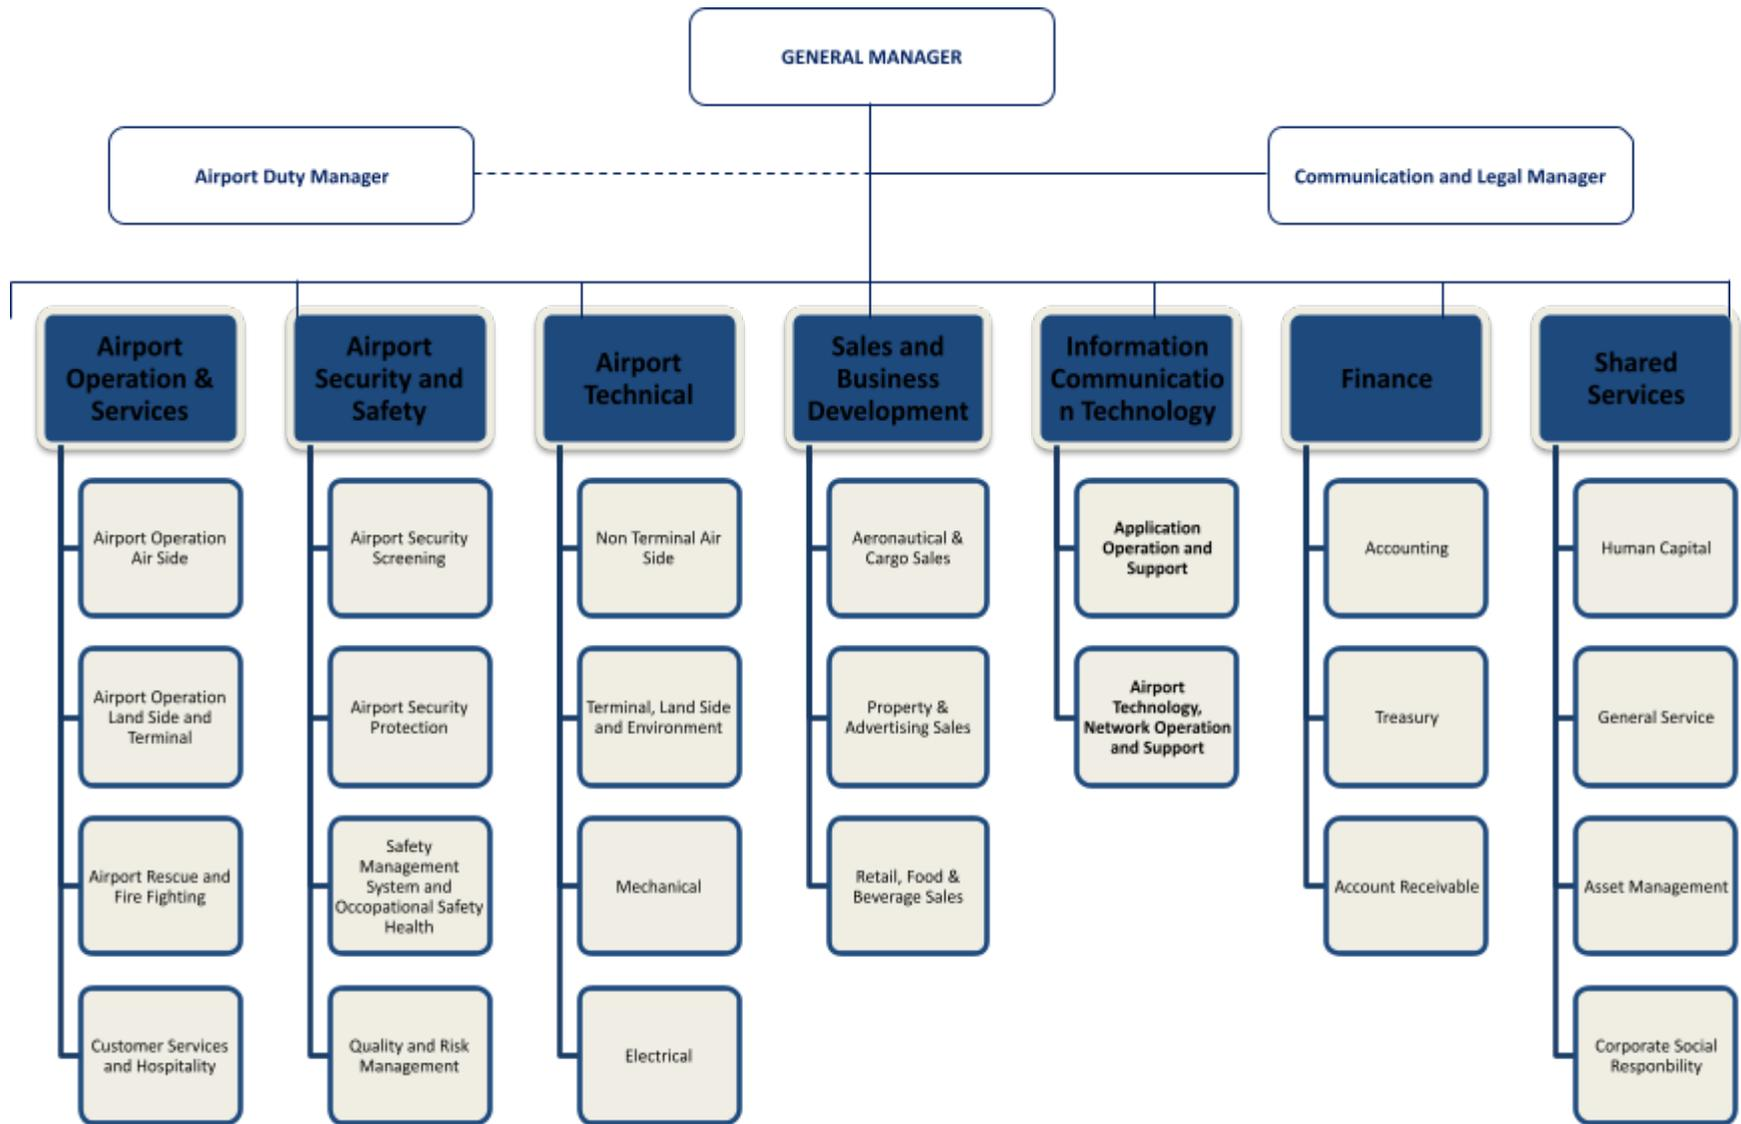 GENERAL MANAGER
Airport Duty Manager
Communication and Legal Manager
Airport
Operation &
Services
Airport
Security and
Safety
Airport
Technical
Sales and
Business
Development
Information
Communicatio
n Technology
Finance
Shared
Services
Airport Operation
Air Side
Airport Security
Screening
Non Terminal Air
Side
Aeronautical &
Cargo Sales
Application
Operation and
Support
Accounting
Human Capital
Airport Operation
Land Side and
Terminal
Airport Security
Protection
Terminal, Land Side
and Environment
Property &
Advertising Sales
Airport
Technology,
Network Operation
and Support
Treasury
General Service
Airport Rescue and
Fire Fighting
Safety
Management
System and
Occopational Safety
Health
Mechanical
Retail, Food &
Beverage Sales
Account Receivable
Asset Management
Customer Services
and Hospitality
Quality and Risk
Management
Electrical
Corporate Social
Responbility